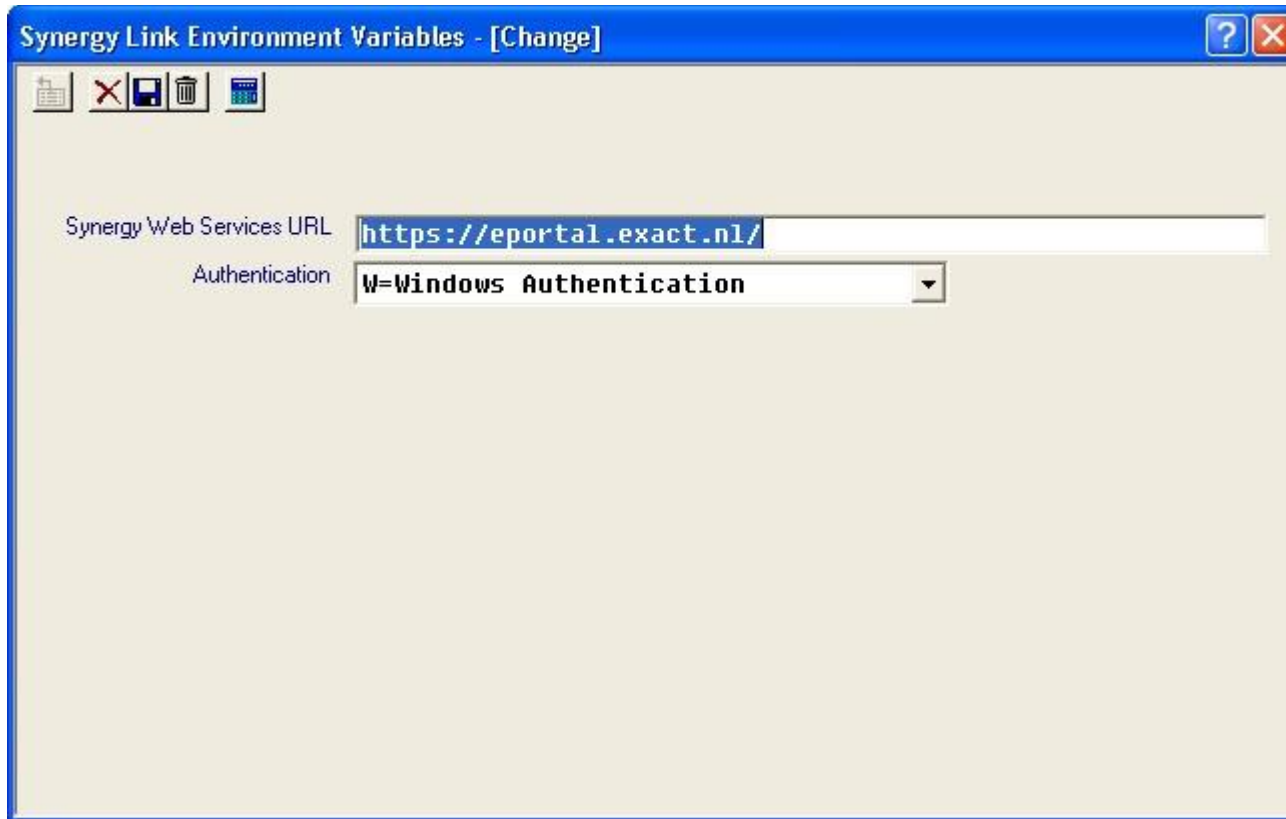 Synergy Link Environment Variables - [Change]
Synergy Web Services URL https://eportal.exact.nl/
Authentication W=Windows Authentication